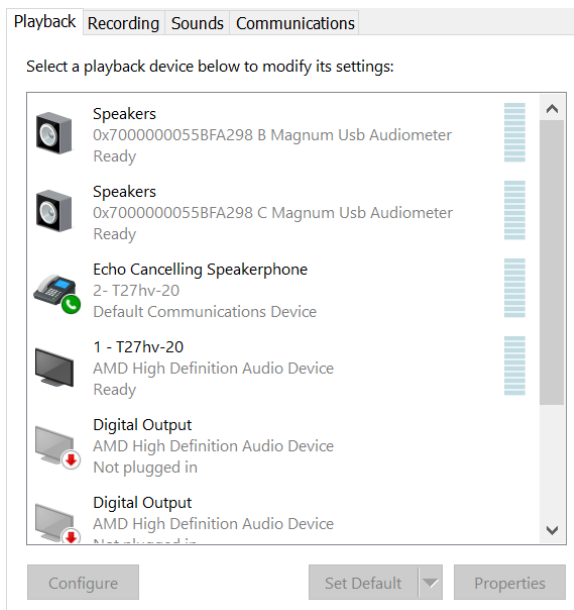 Playback Recording Sounds Communications
Select a playback device below to modify its settings:
Speakers
0x7000000055BFA298 B Magnum Usb Audiometer
Ready
Speakers
0x7000000055BFA298 C Magnum Usb Audiometer
Ready
Echo Cancelling Speakerphone
2- T27hv-20
Default Communications Device
1 - T27hv-20
AMD High Definition Audio Device
Ready
Digital Output
AMD High Definition Audio Device
Not plugged in
Digital Output
AMD High Definition Audio Device
Not plugged in
Configure Set Default Properties